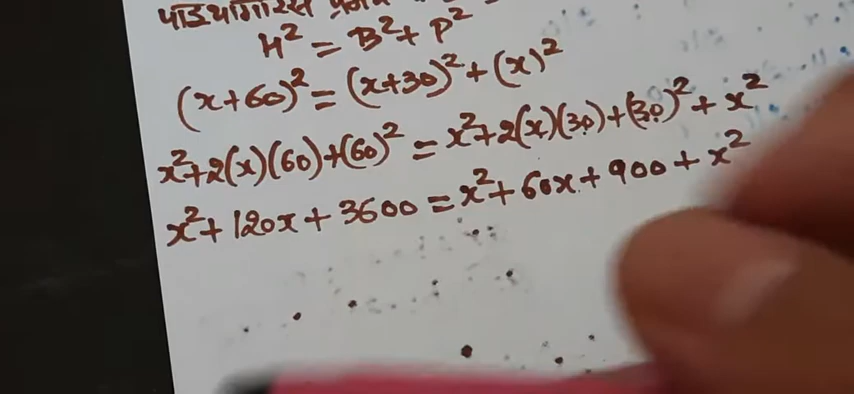 पाइथागोरस
H² = B² + P²
(x+60)² = (x+30)² + (x)²
x²+2(x)(60)+(60)² = x²+2(x)(30)+(30)² + x²
x²+120x+3600 = x²+60x+900+x²